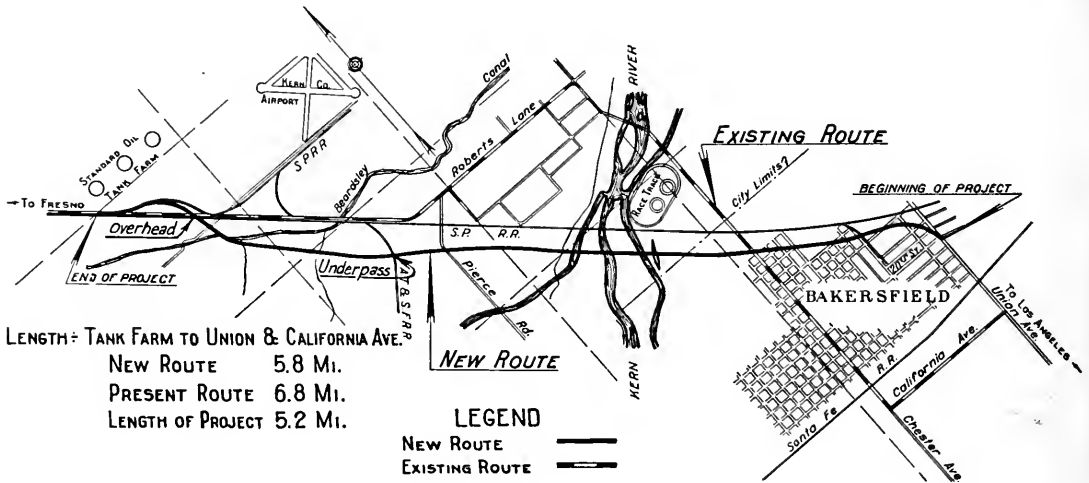 KERN CO.
AIRPORT
STANDARD OIL
TANK FARM
S.P.R.R
Canal
Beardsley
Roberts Lane
RIVER
RACE TRACK
EXISTING ROUTE
City Limits
BEGINNING OF PROJECT
TO FRESNO
Overhead
END OF PROJECT
Underpass
A.T. & S.F. R.R
S.P. R.R.
Pierce Rd.
NEW ROUTE
KERN
BAKERSFIELD
To LOS ANGELES
Union Ave.
California Ave.
R.R.
Santa Fe
Chester Ave.
LENGTH÷ TANK FARM TO UNION & CALIFORNIA AVE.
NEW ROUTE 5.8 MI.
PRESENT ROUTE 6.8 MI.
LENGTH OF PROJECT 5.2 MI.
LEGEND
NEW ROUTE
EXISTING ROUTE